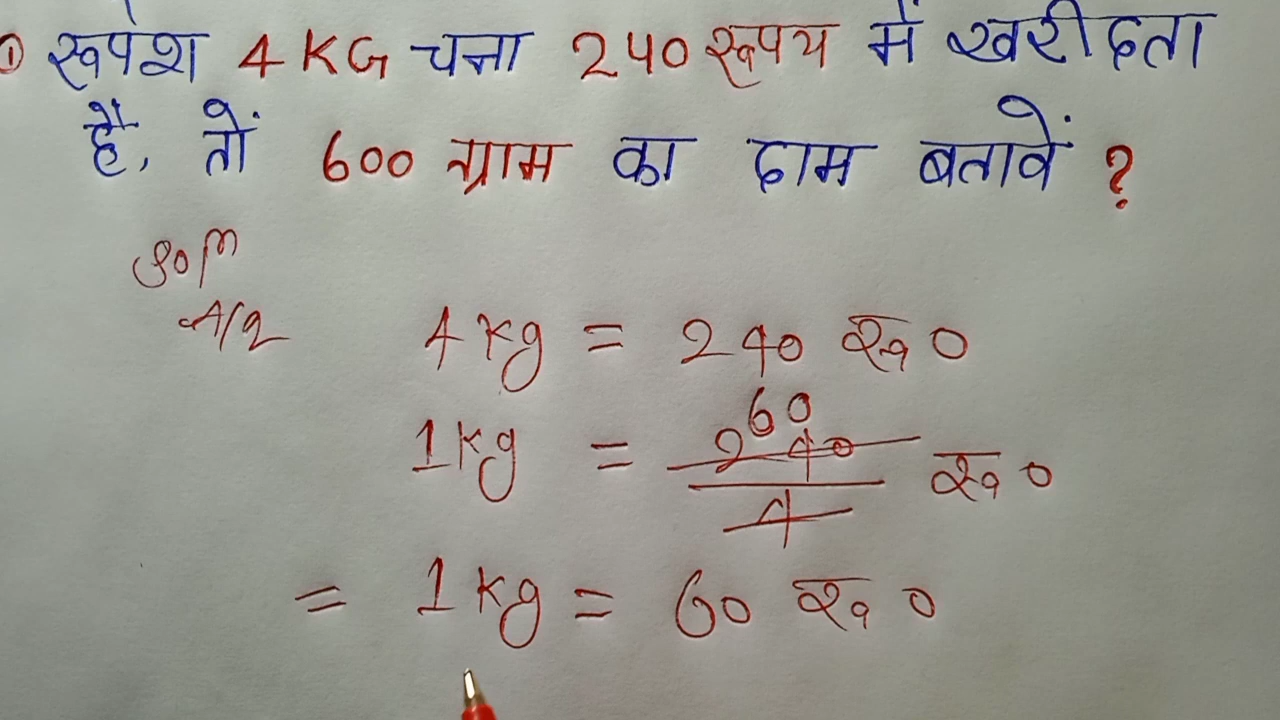 ① रूपेश 4 KG चना 240 रूपये में खरीदता
है, तों 600 ग्राम का दाम बतावें ?
Solⁿ
A/q
4 kg = 240 रू०
1 kg = 240/4 रू०
60
= 1 kg = 60 रू०